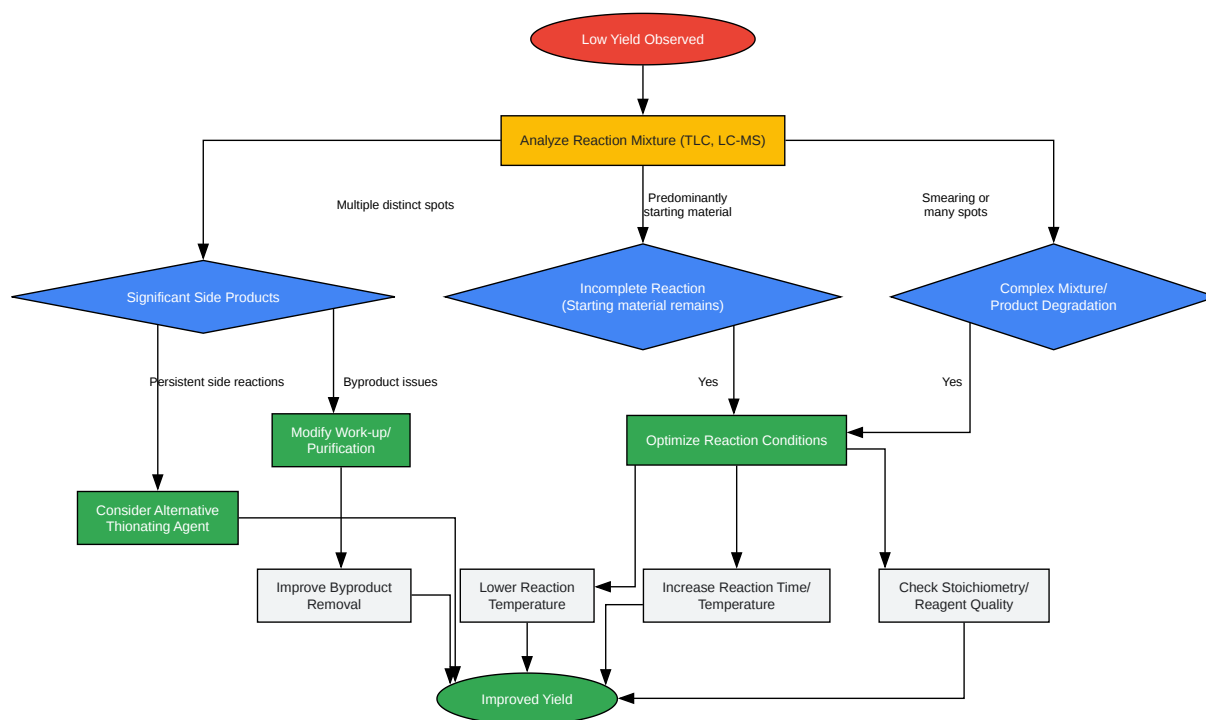 Low Yield Observed
Analyze Reaction Mixture (TLC, LC-MS)
Multiple distinct spots
Predominantly
starting material
Smearing or
many spots
Significant Side Products
Incomplete Reaction
(Starting material remains)
Complex Mixture/
Product Degradation
Persistent side reactions
Byproduct issues
Yes
Yes
Modify Work-up/
Purification
Optimize Reaction Conditions
Consider Alternative
Thionating Agent
Improve Byproduct
Removal
Lower Reaction
Temperature
Increase Reaction Time/
Temperature
Check Stoichiometry/
Reagent Quality
Improved Yield